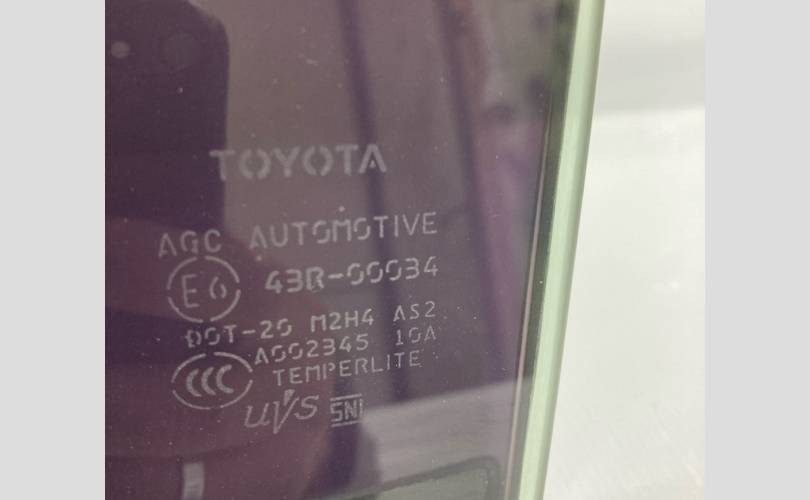 TOYOTA
AGC AUTOMOTIVE
E6 43R-00034
DOT-20 M2H4 AS2
A002345 10A
CCC TEMPERLITE
UVS SNI